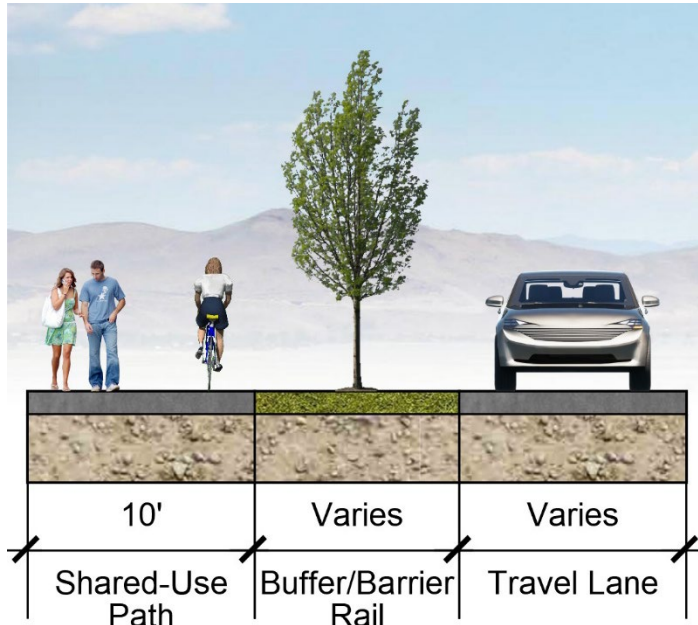 10'
Varies
Varies
Shared-Use
Path
Buffer/Barrier
Rail
Travel Lane